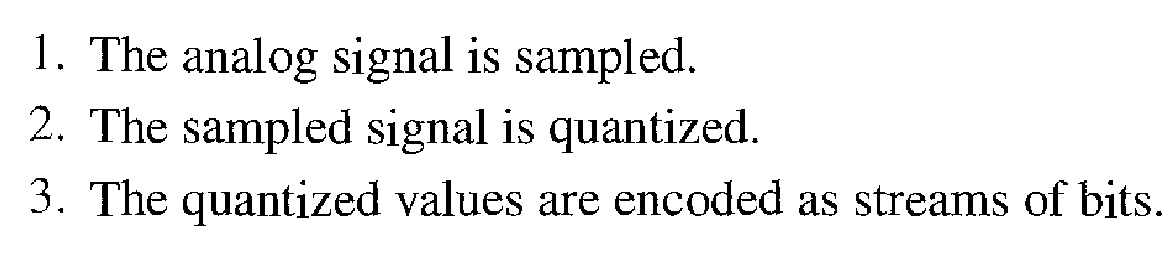 1. The analog signal is sampled.
2. The sampled signal is quantized.
3. The quantized values are encoded as streams of bits.